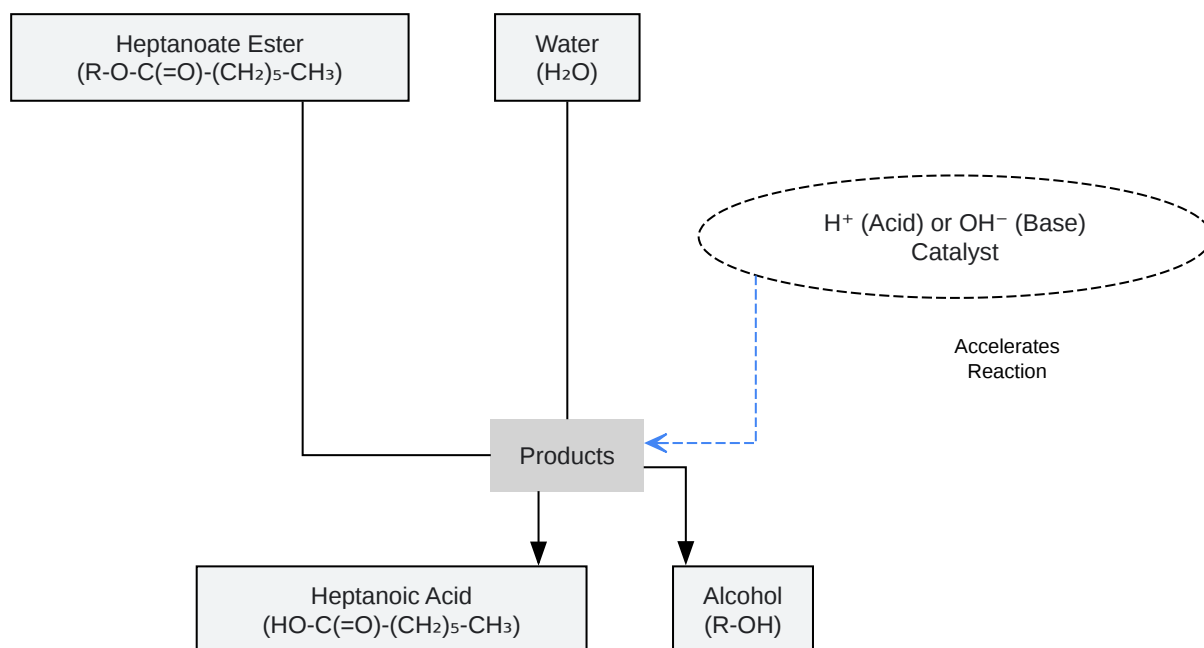 Heptanoate Ester
(R-O-C(=O)-(CH₂)₅-CH₃)
Water
(H₂O)
H⁺ (Acid) or OH⁻ (Base)
Catalyst
Accelerates
Reaction
Products
Heptanoic Acid
(HO-C(=O)-(CH₂)₅-CH₃)
Alcohol
(R-OH)